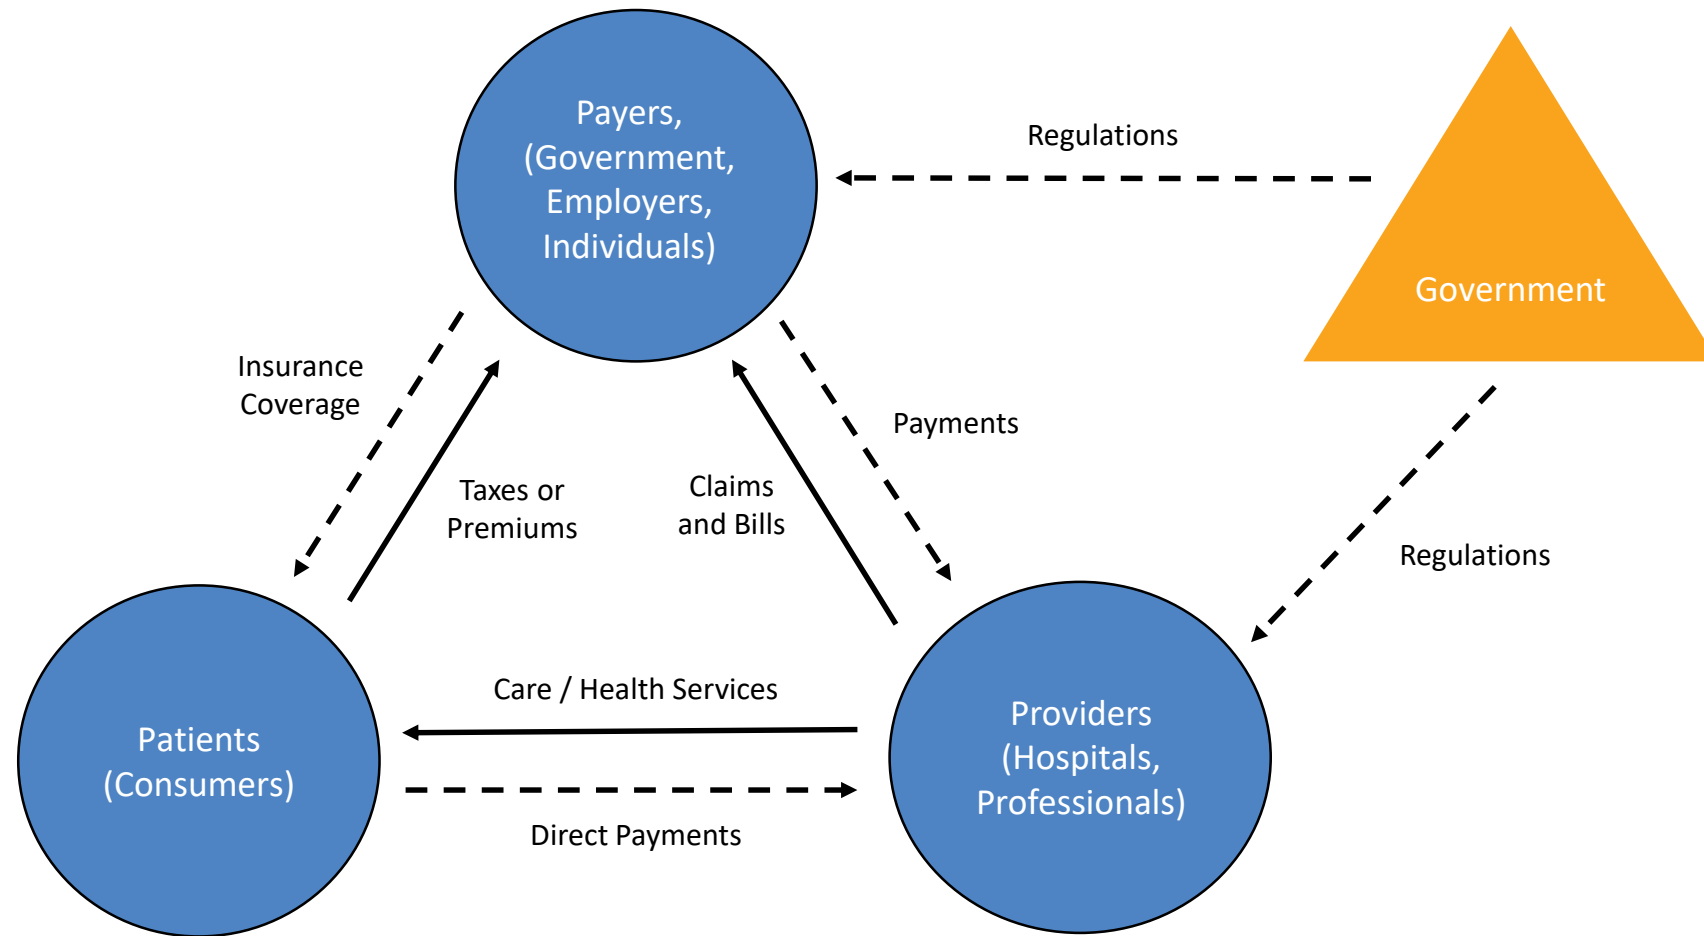 Payers,
(Government,
Employers,
Individuals)
Regulations
Government
Insurance
Coverage
Payments
Taxes or
Premiums
Claims
and Bills
Regulations
Care / Health Services
Patients
(Consumers)
Providers
(Hospitals,
Professionals)
Direct Payments